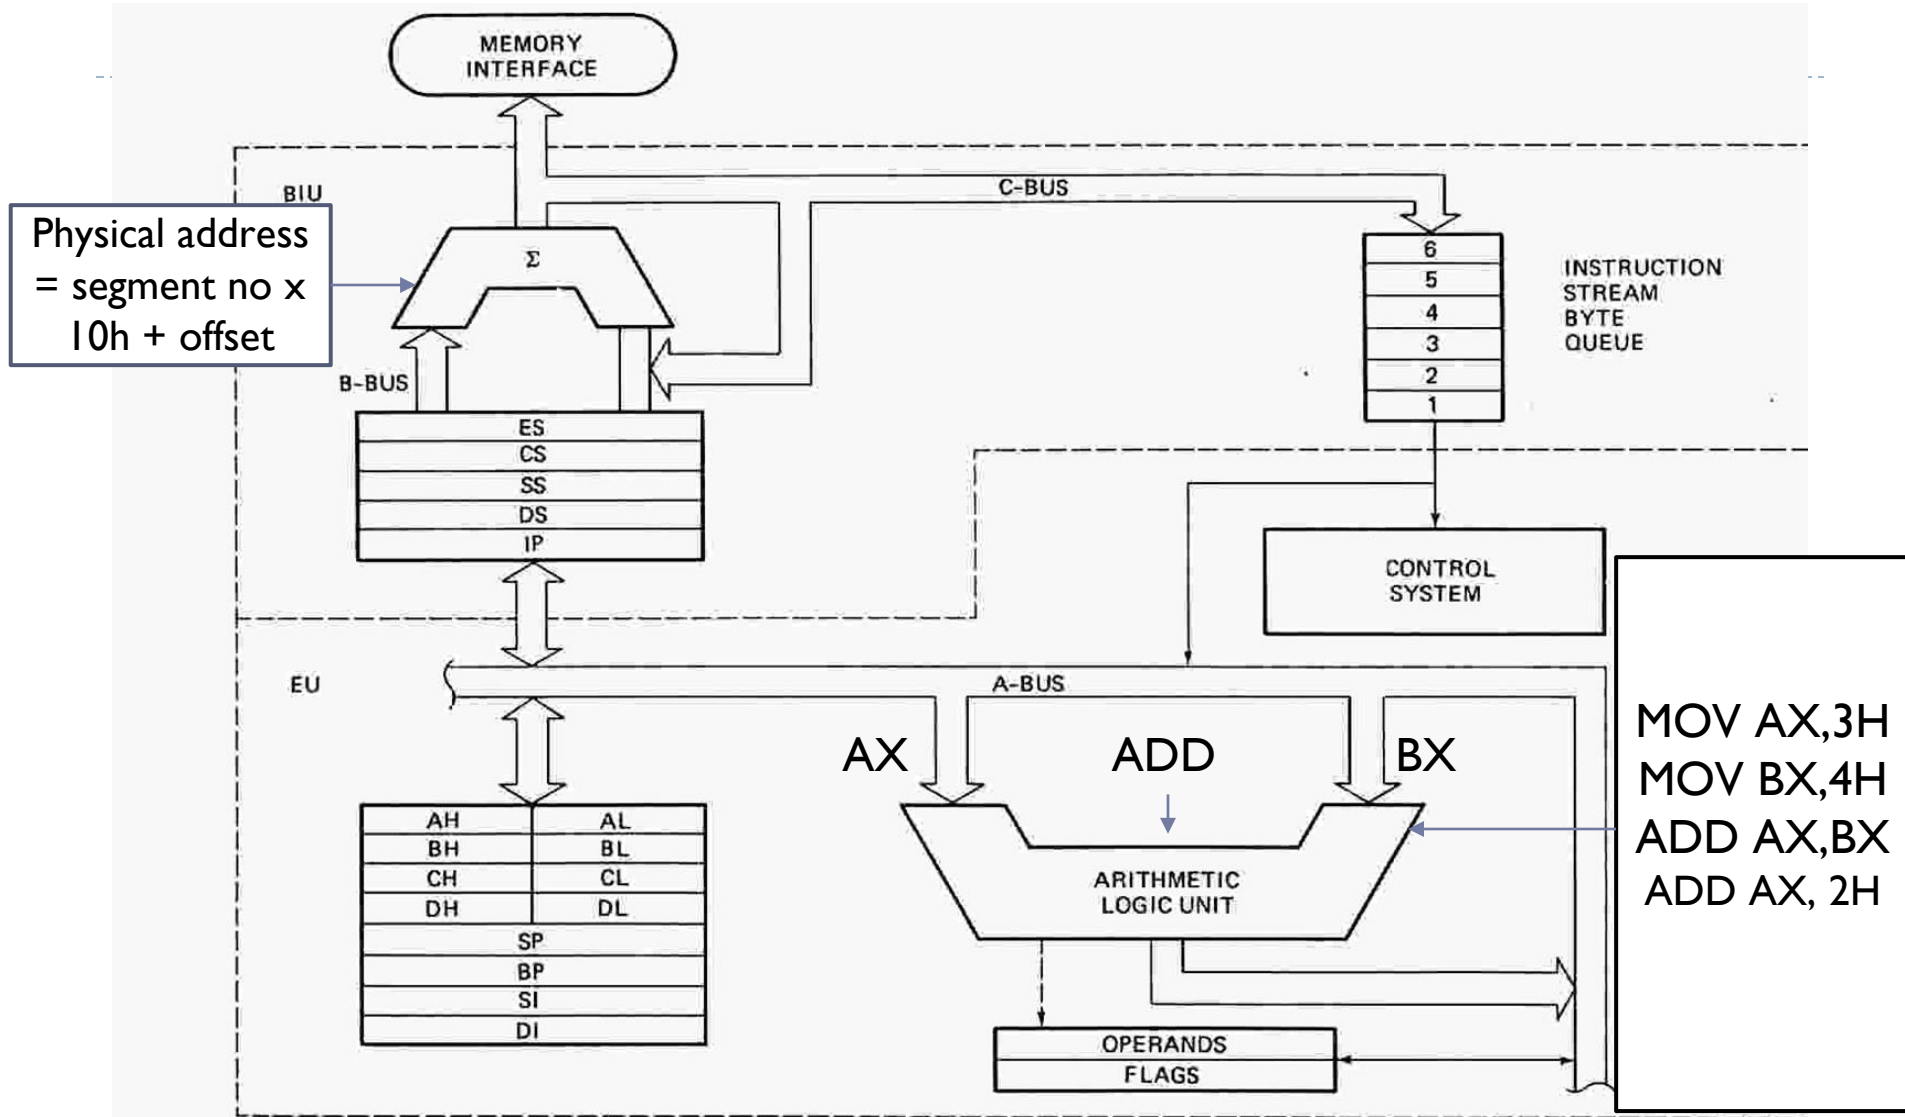 MEMORY
INTERFACE
BIU
C-BUS
Physical address
= segment no x
10h + offset
Σ
6
5
4
3
2
1
INSTRUCTION
STREAM
BYTE
QUEUE
B-BUS
ES
CS
SS
DS
IP
CONTROL
SYSTEM
EU
A-BUS
AX
ADD
BX
MOV AX,3H
MOV BX,4H
ADD AX,BX
ADD AX, 2H
AH AL
BH BL
CH CL
DH DL
SP
BP
SI
DI
ARITHMETIC
LOGIC UNIT
OPERANDS
FLAGS